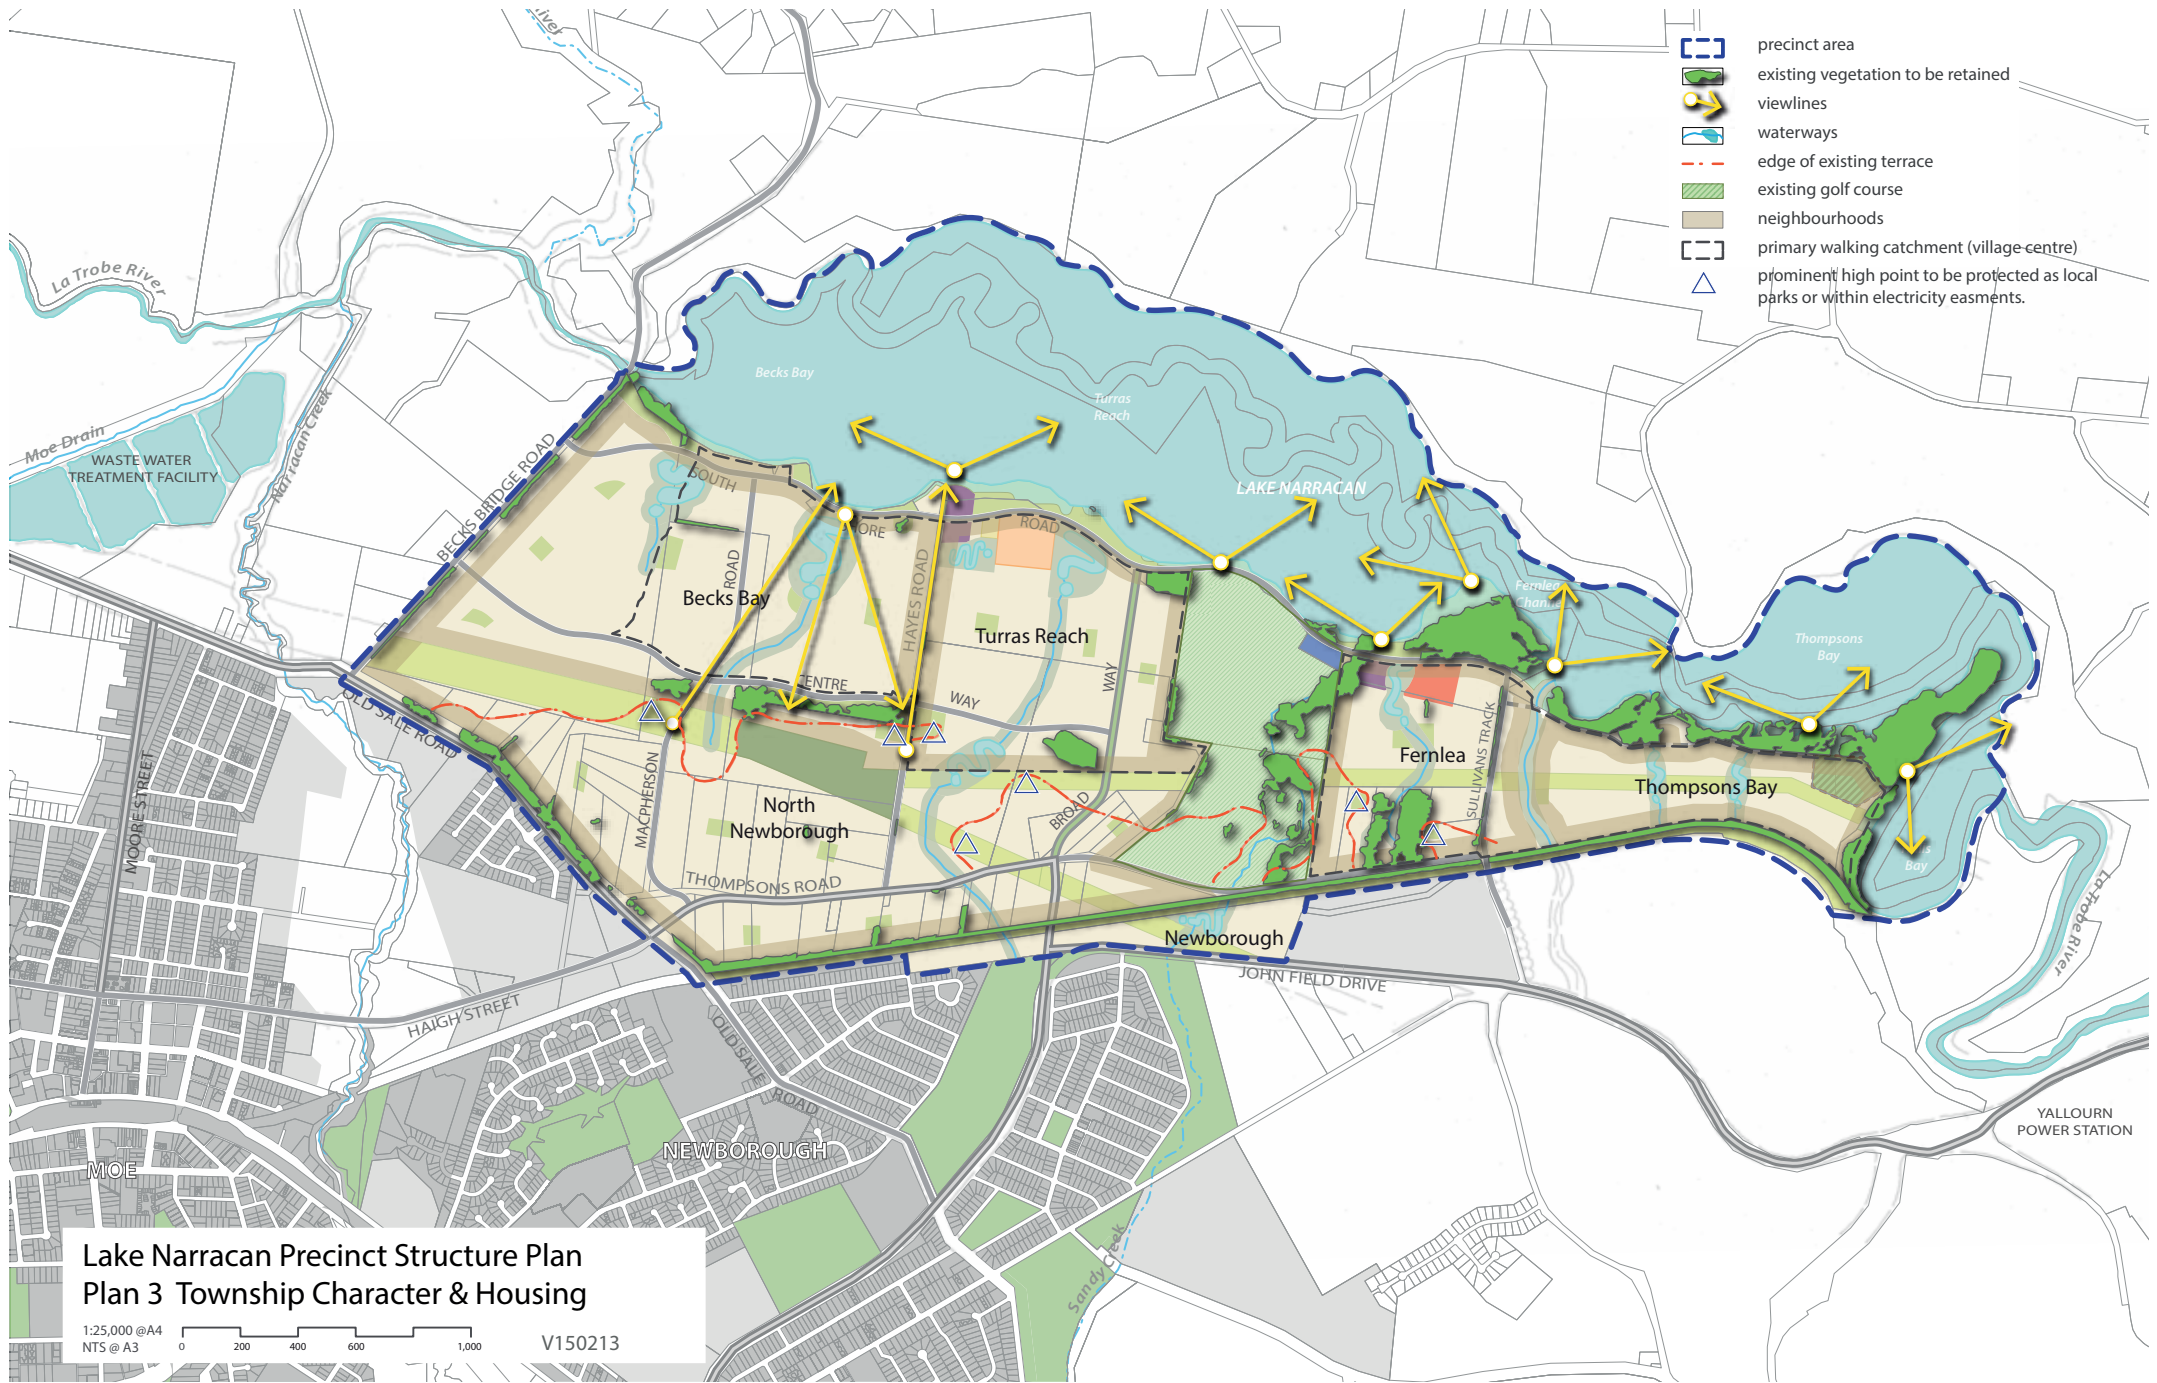 River
precinct area
existing vegetation to be retained
viewlines
waterways
edge of existing terrace
existing golf course
neighbourhoods
primary walking catchment (village centre)
prominent high point to be protected as local
parks or within electricity easments.
La Trobe River
Moe Drain
Narracan Creek
WASTE WATER
TREATMENT FACILITY
BECKS BRIDGE ROAD
Becks Bay
Turras
Reach
LAKE NARRACAN
SOUTH
ROAD
ROAD
HAYES ROAD
Becks Bay
Turras Reach
Fernlea
Thompsons
Bay
CENTRE
WAY
WAY
OLD SALE ROAD
MOORE STREET
MACPHERSON
North
Newborough
BROAD
Fernlea
SULLIVANS TRACK
Thompsons Bay
Bay
THOMPSONS ROAD
Newborough
JOHN FIELD DRIVE
La Trobe River
HAIGH STREET
OLD SALE
ROAD
NEWBOROUGH
MOE
YALLOURN
POWER STATION
Sandy Creek
Lake Narracan Precinct Structure Plan
Plan 3 Township Character & Housing
1:25,000 @A4
NTS @ A3
0 200 400 600 1,000
V150213